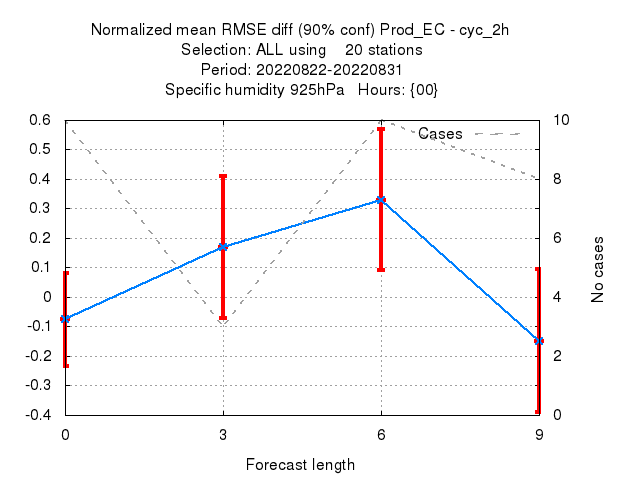 Normalized mean RMSE diff (90% conf) Prod_EC - cyc_2h
Selection: ALL using    20 stations
Period: 20220822-20220831
Specific humidity 925hPa   Hours: {00}
0.6
0.5
0.4
0.3
0.2
0.1
0
-0.1
-0.2
-0.3
-0.4
Cases
10
8
6
4
2
0
No cases
0 3 6 9
Forecast length